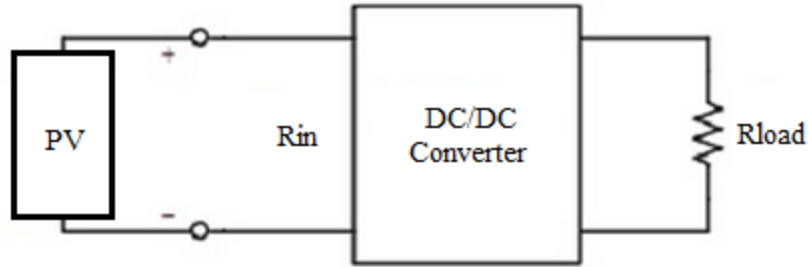 +
PV
Rin
DC/DC
Converter
Rload
-